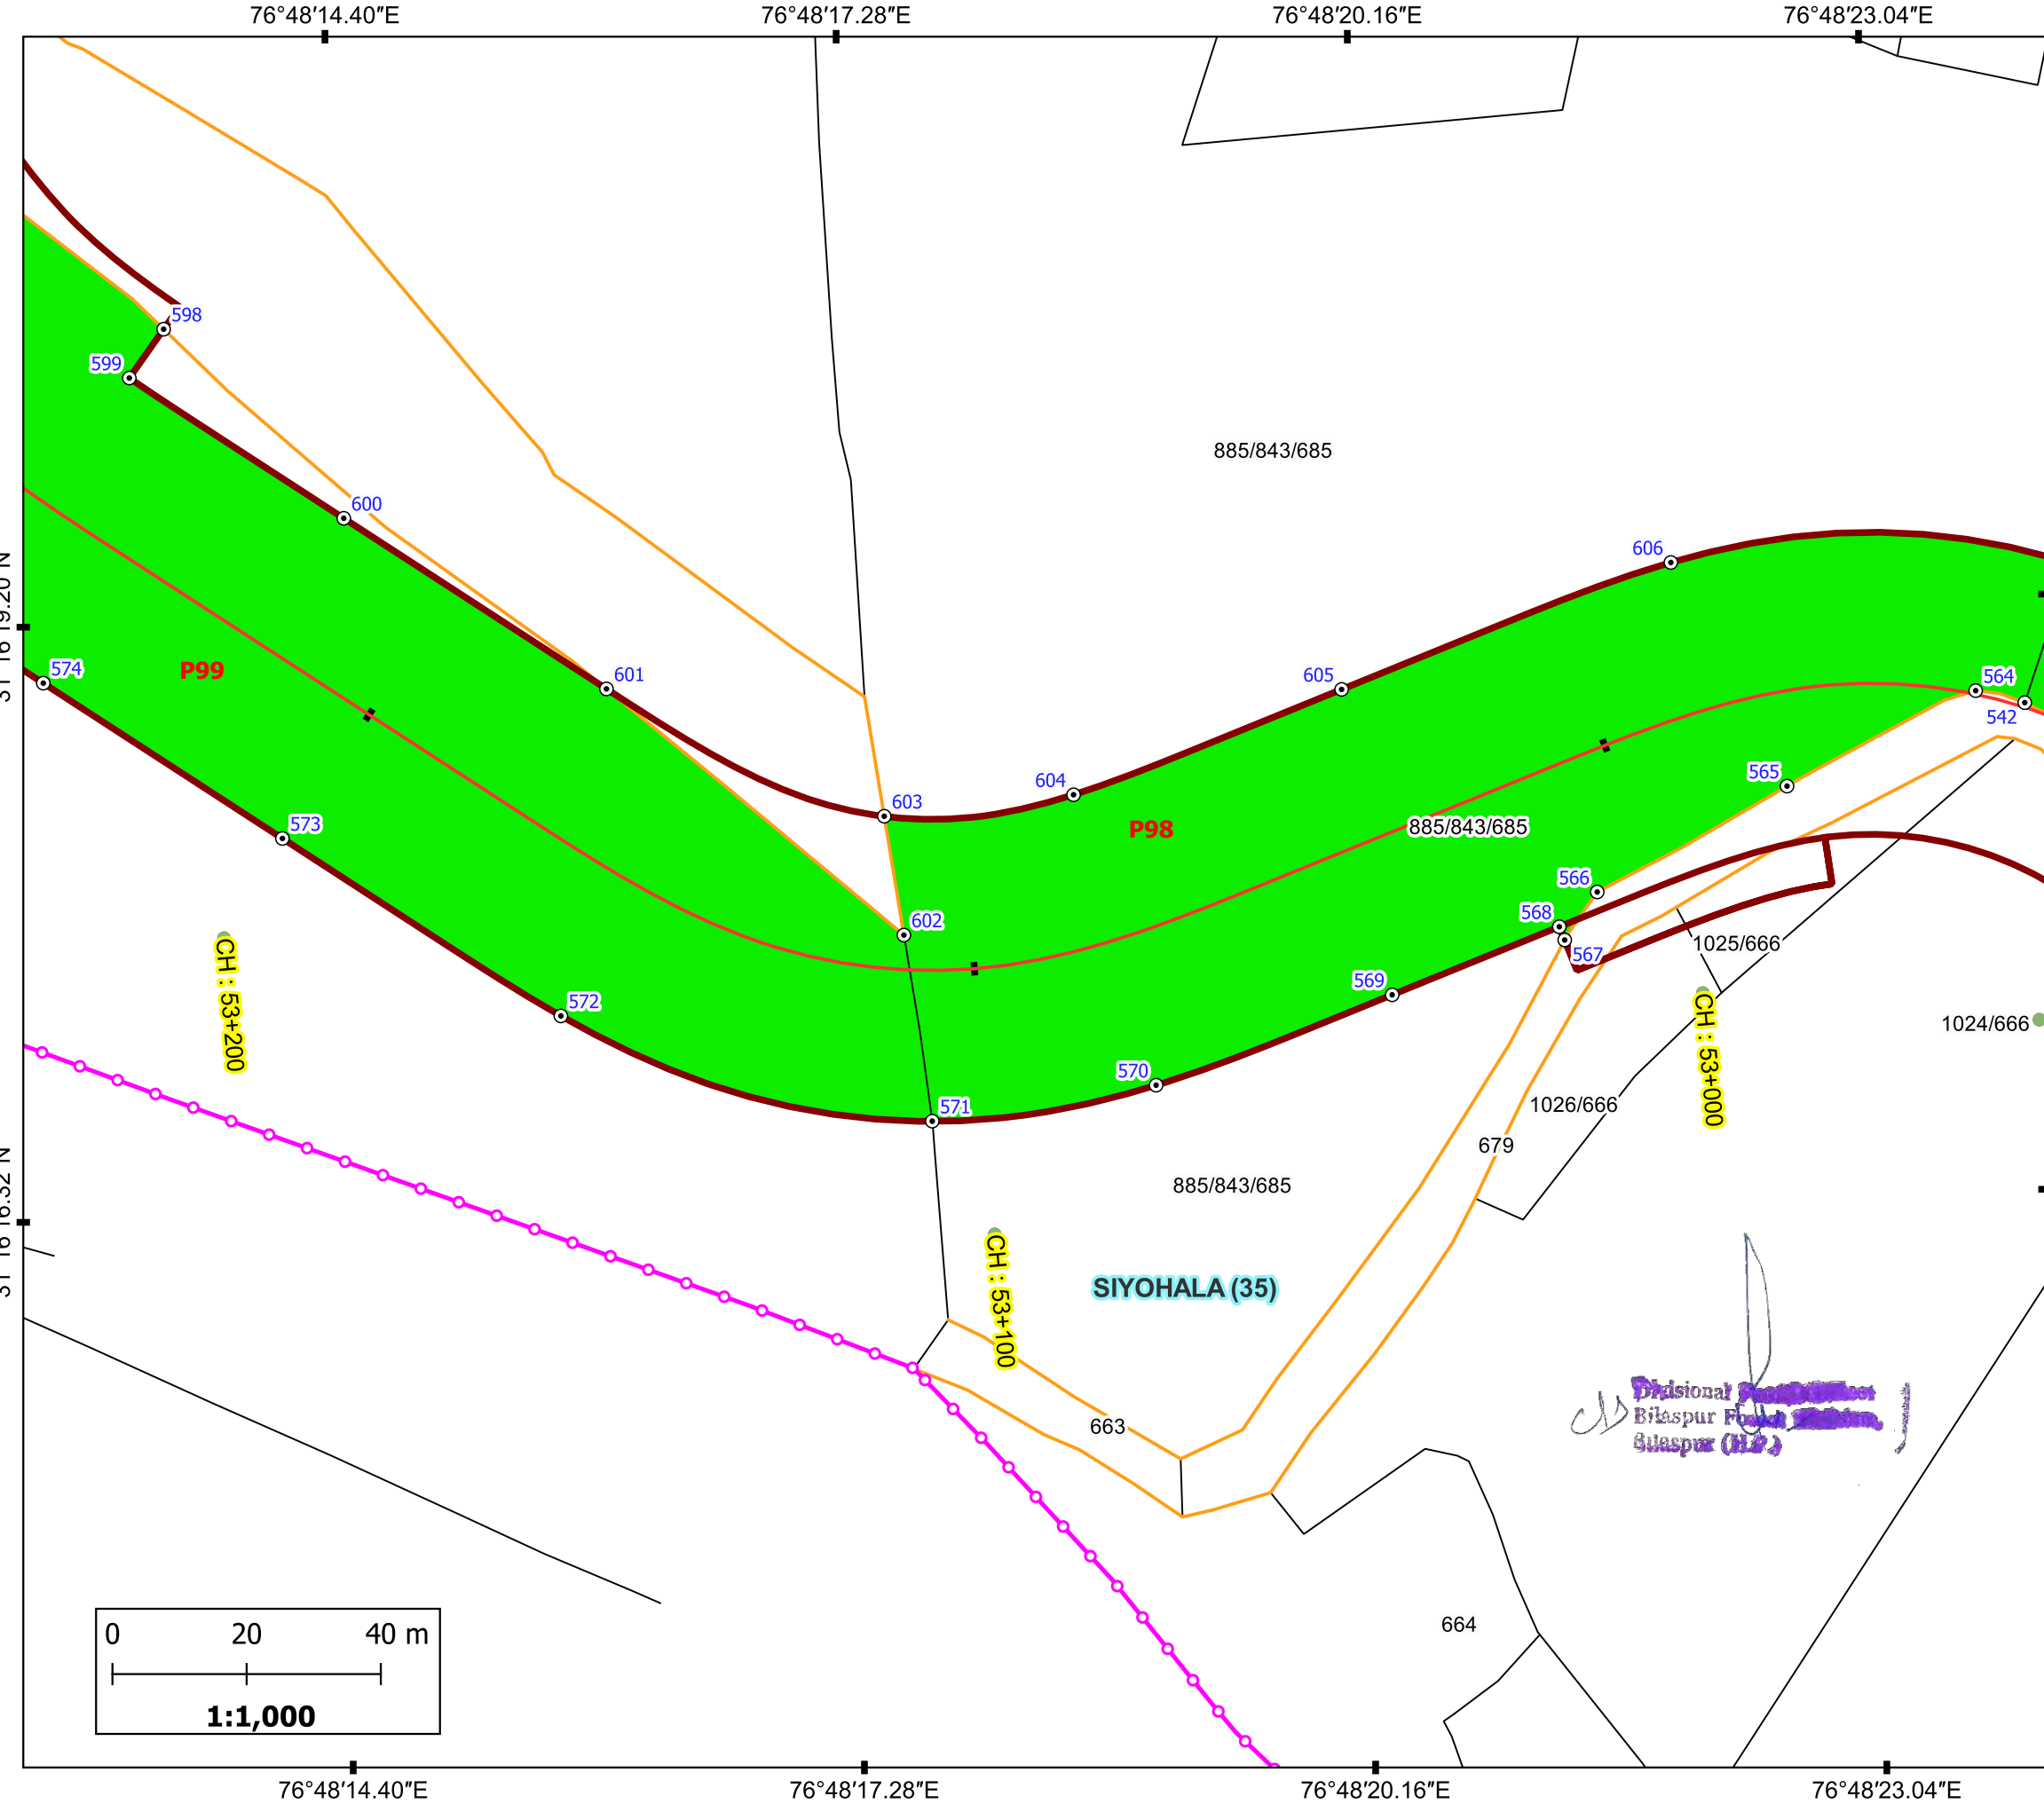 76°48′14.40″E
76°48′17.28″E
76°48′20.16″E
76°48′23.04″E
598
599
885/843/685
600
606
601
605
574
P99
564
542
604
565
603
P98
885/843/685
573
566
602
568
567
1025/666
569
572
CH : 53+200
1024/666
CH : 53+000
570
571
1026/666
679
885/843/685
SIYOHALA (35)
CH : 53+100
Bilaspur
Bilaspur (H.P.)
663
664
0 20 40 m
1:1,000
76°48′14.40″E
76°48′17.28″E
76°48′20.16″E
76°48′23.04″E